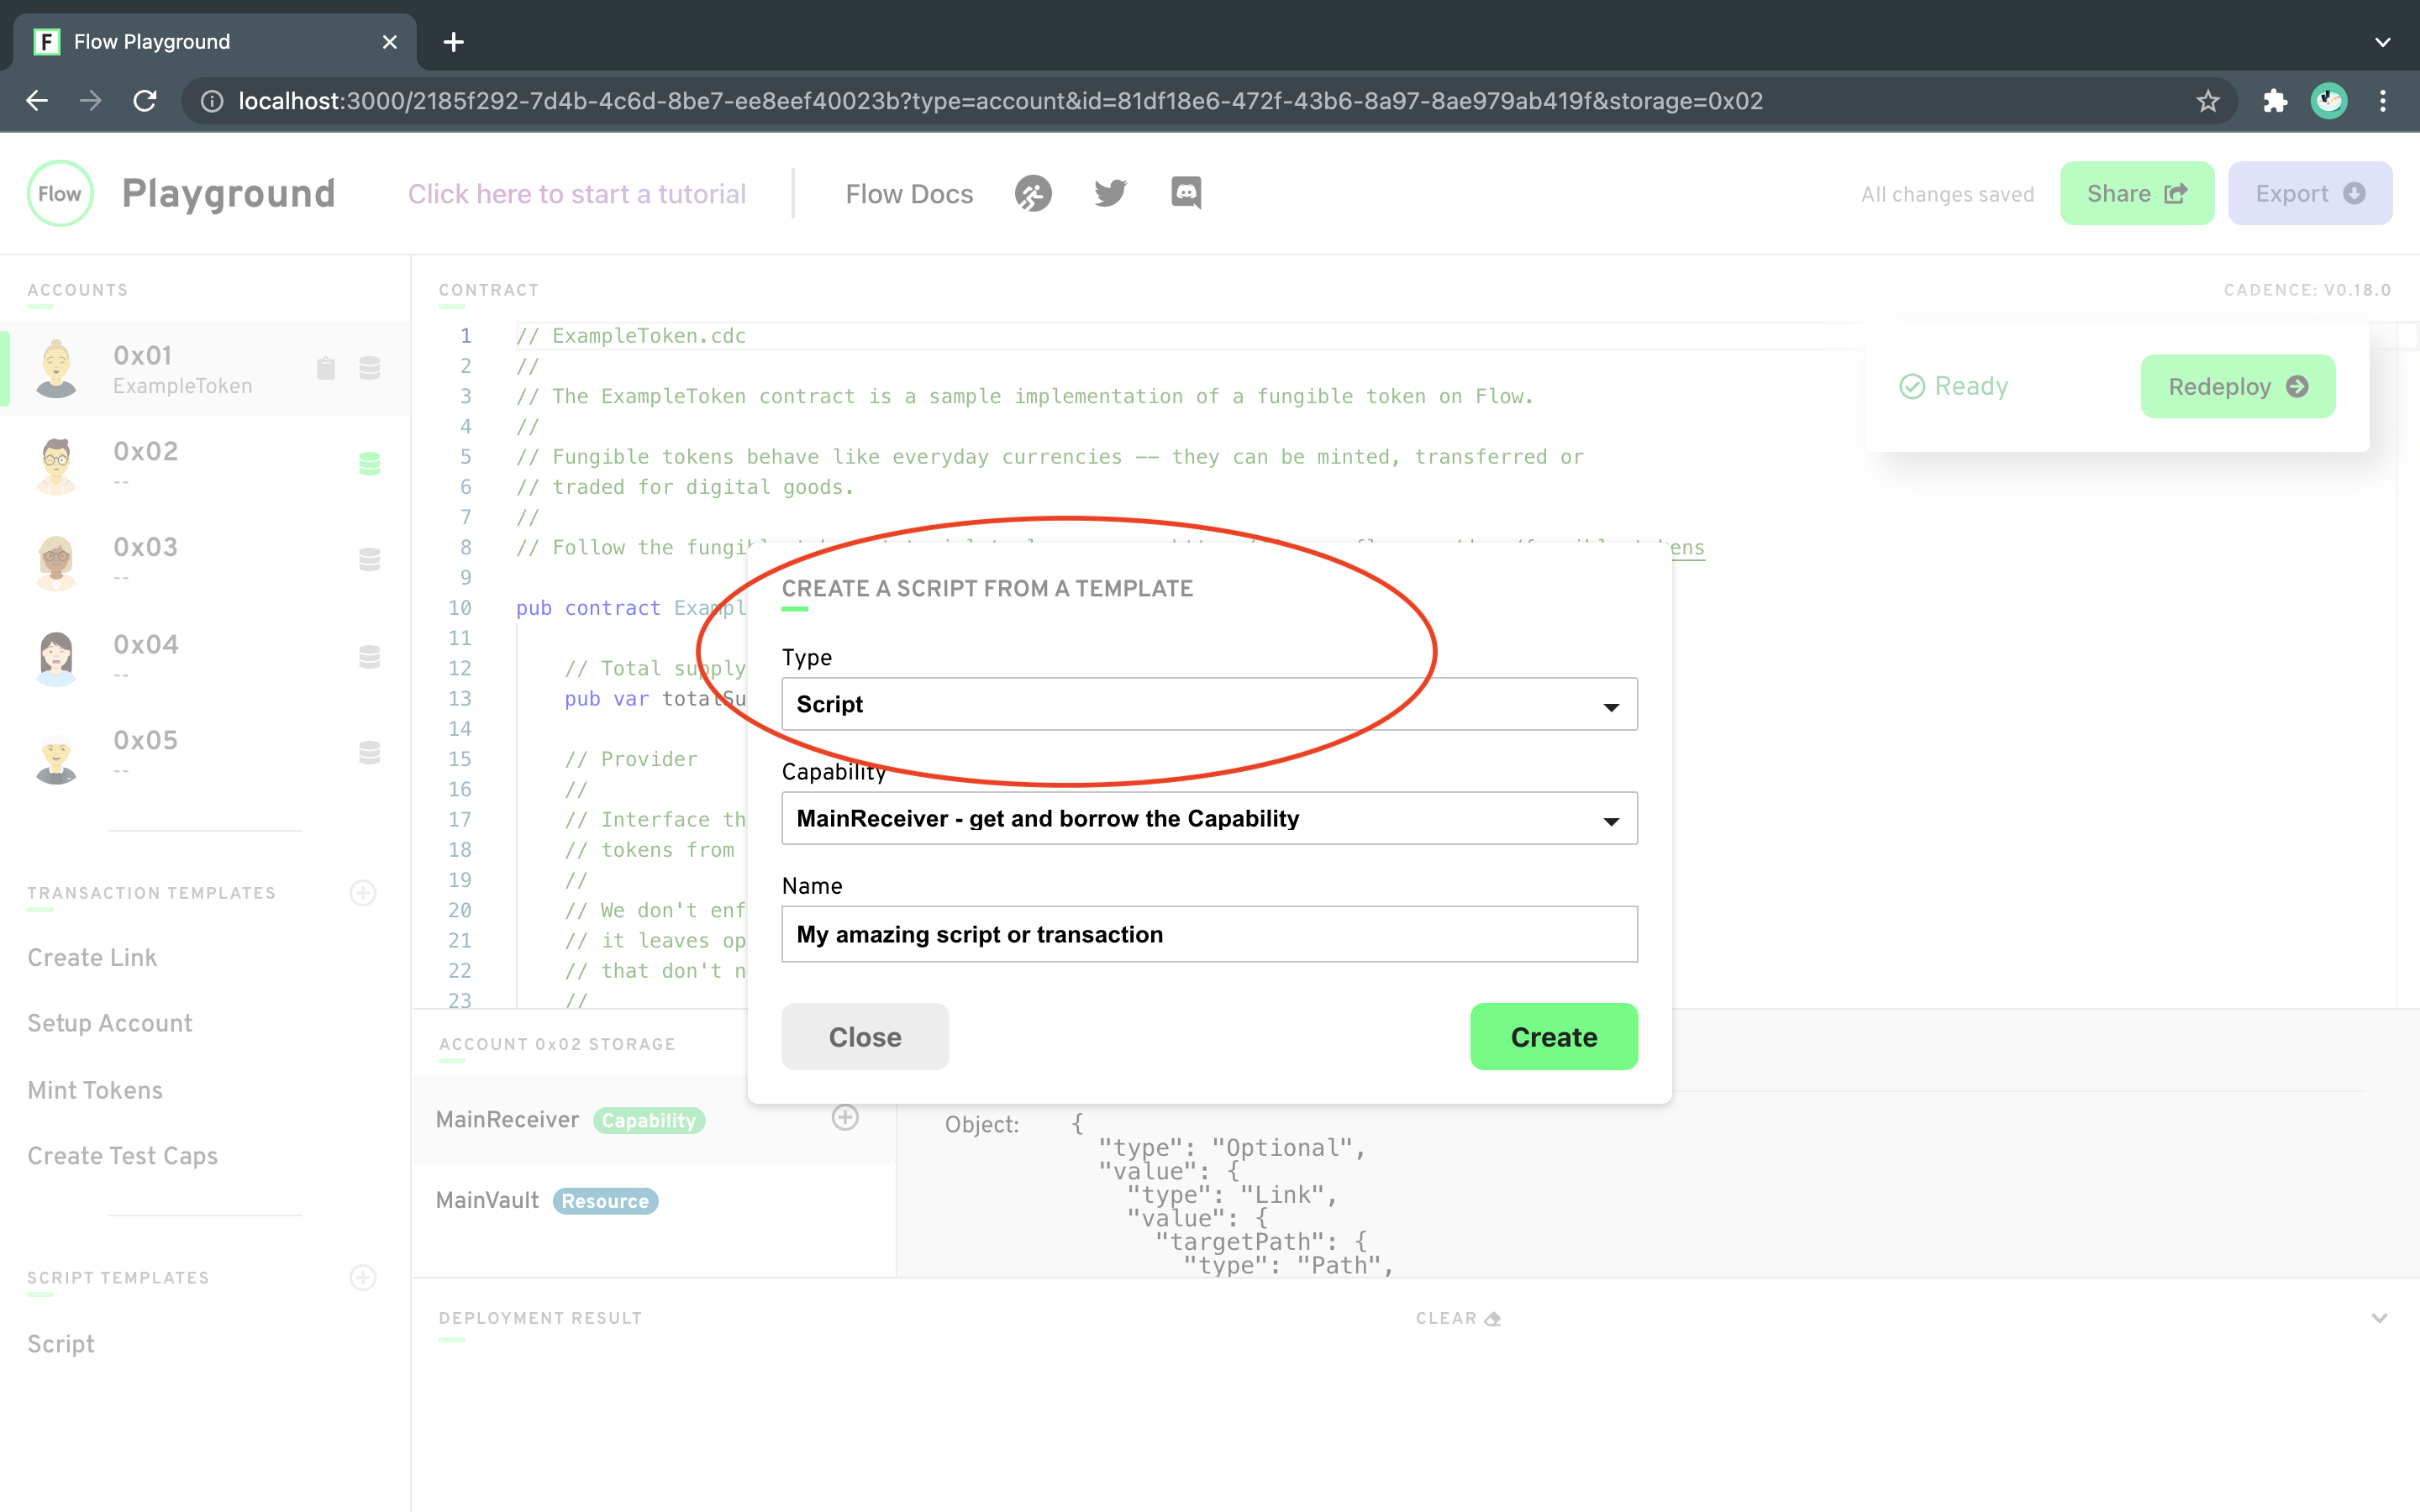 Flow Playground
localhost:3000/2185f292-7d4b-4c6d-8be7-ee8eef40023b?type=account&id=81df18e6-472f-43b6-8a97-8ae979ab419f&storage=0x02
Flow Playground
Click here to start a tutorial
Flow Docs
All changes saved
Share
Export
ACCOUNTS
0x01
ExampleToken
0x02
--
0x03
--
0x04
--
0x05
--
TRANSACTION TEMPLATES
Create Link
Setup Account
Mint Tokens
Create Test Caps
SCRIPT TEMPLATES
Script
CONTRACT
CADENCE: V0.18.0
Ready
Redeploy
1 // ExampleToken.cdc
2 //
3 // The ExampleToken contract is a sample implementation of a fungible token on Flow.
4 //
5 // Fungible tokens behave like everyday currencies -- they can be minted, transferred or
6 // traded for digital goods.
7 //
8 // Follow the fungi
9
10 pub contract Exampl
11
12 // Total supply
13 pub var totalSu
14
15 // Provider
16 //
17 // Interface th
18 // tokens from
19 //
20 // We don't enf
21 // it leaves op
22 // that don't n
23 //
CREATE A SCRIPT FROM A TEMPLATE
Type
Script
Capability
MainReceiver - get and borrow the Capability
Name
My amazing script or transaction
Close
Create
ACCOUNT 0x02 STORAGE
MainReceiver Capability
MainVault Resource
Object: {
"type": "Optional",
"value": {
"type": "Link",
"value": {
"targetPath": {
"type": "Path",
DEPLOYMENT RESULT
CLEAR